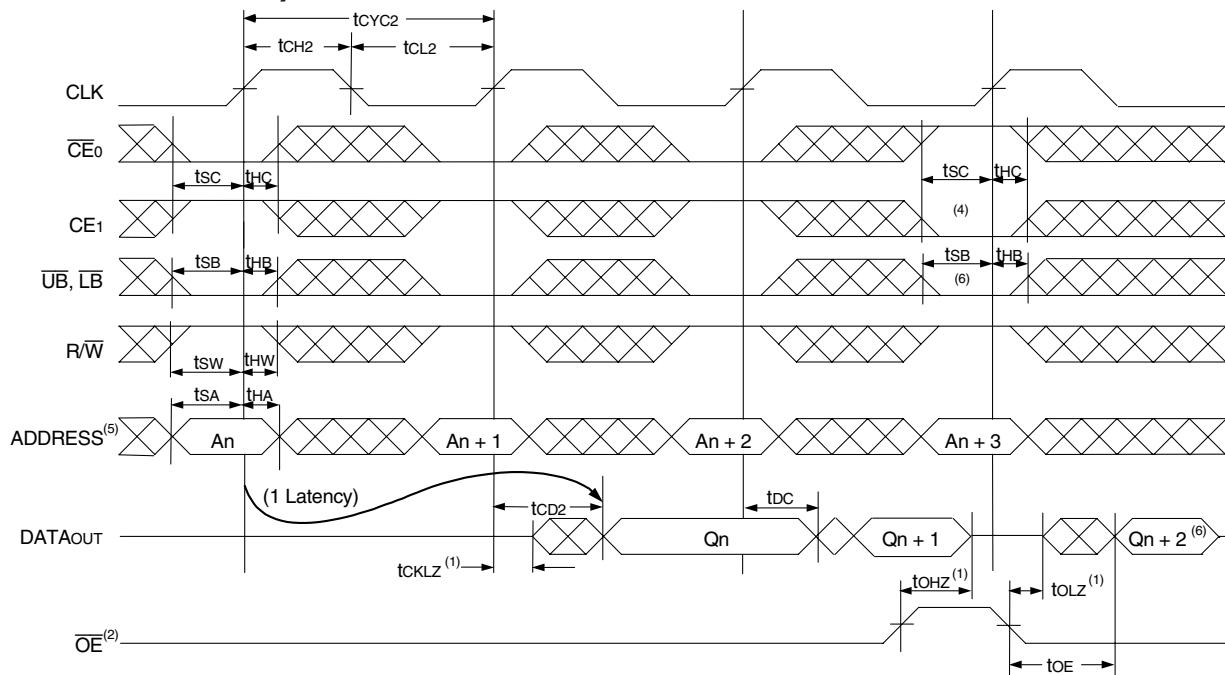 tCYC2
tCH2 tCL2
CLK
CE0
tSC tHC tSC tHC
CE1 (4)
tSB tHB tSB tHB
UB, LB (6)
R/W
tSW tHW
tSA tHA
ADDRESS(5) An An + 1 An + 2 An + 3
(1 Latency) tCD2 tDC
DATAOUT Qn Qn + 1 Qn + 2 (6)
tCKLZ (1) tOHZ (1) tOLZ (1)
OE(2)
tOE